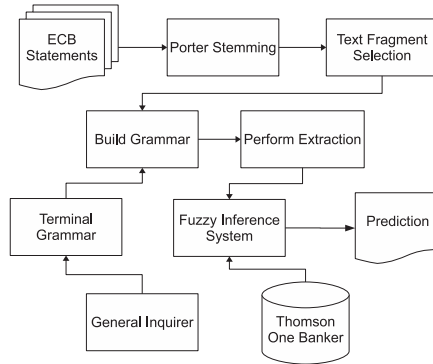 ECB
Statements
Porter Stemming
Text Fragment
Selection
Build Grammar
Perform Extraction
Terminal
Grammar
Fuzzy Inference
System
Prediction
General Inquirer
Thomson
One Banker